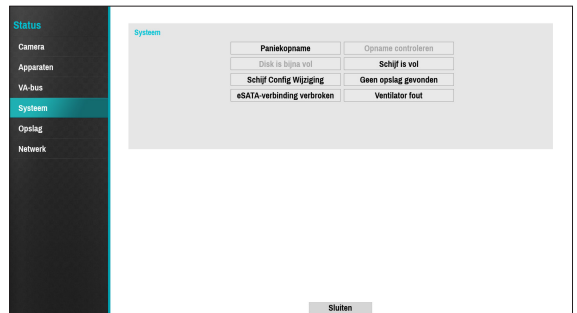 Status
Camera
Apparaten
VA-bus
Systeem
Opslag
Netwerk
Systeem
Paniekopname
Opname controleren
Disk is bijna vol
Schijf is vol
Schijf Config Wijziging
Geen opslag gevonden
eSATA-verbinding verbroken
Ventilator fout
Sluiten